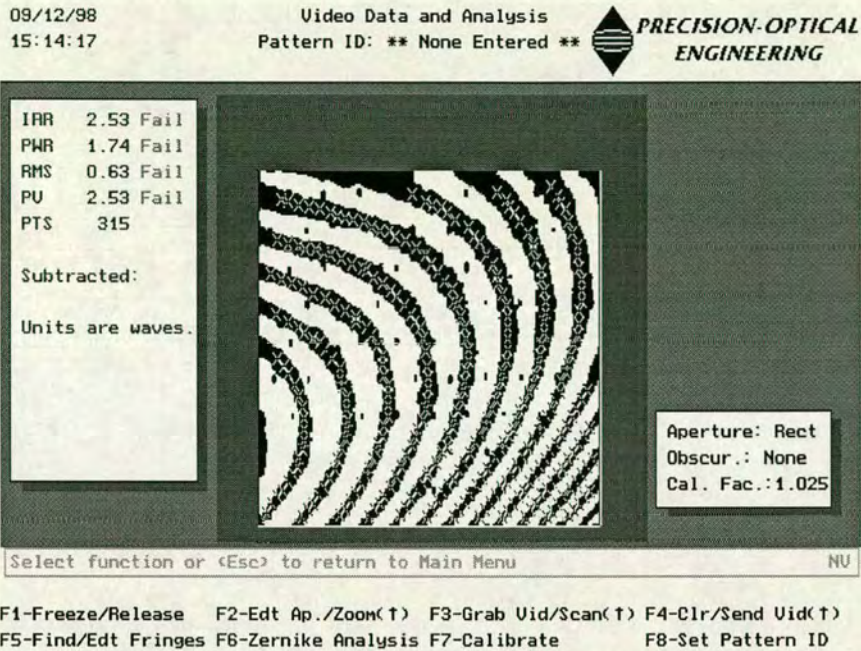 09/12/98
15:14:17
Video Data and Analysis
Pattern ID: ** None Entered **
PRECISION-OPTICAL
ENGINEERING
IRR 2.53 Fail
PWR 1.74 Fail
RMS 0.63 Fail
PV 2.53 Fail
PTS 315
Subtracted:
Units are waves.
Aperture: Rect
Obscur.: None
Cal. Fac.:1.025
Select function or <Esc> to return to Main Menu NV
F1-Freeze/Release F2-Edt Ap./Zoom(↑) F3-Grab Vid/Scan(↑) F4-Clr/Send Vid(↑)
F5-Find/Edt Fringes F6-Zernike Analysis F7-Calibrate F8-Set Pattern ID